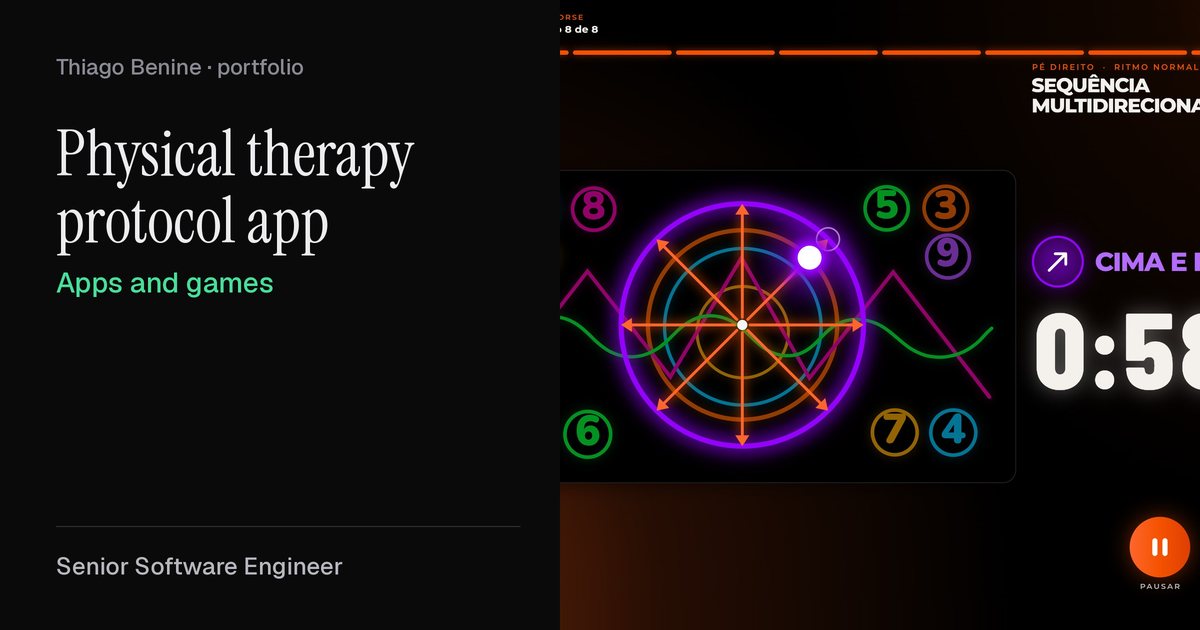 Thiago Benine · portfolio
Physical therapy
protocol app
Apps and games
Senior Software Engineer
8 de 8
PÉ DIREITO · RITMO NORMAL
SEQUÊNCIA
8
5
3
9
CIMA E
0:58
6
7
4
PAUSAR